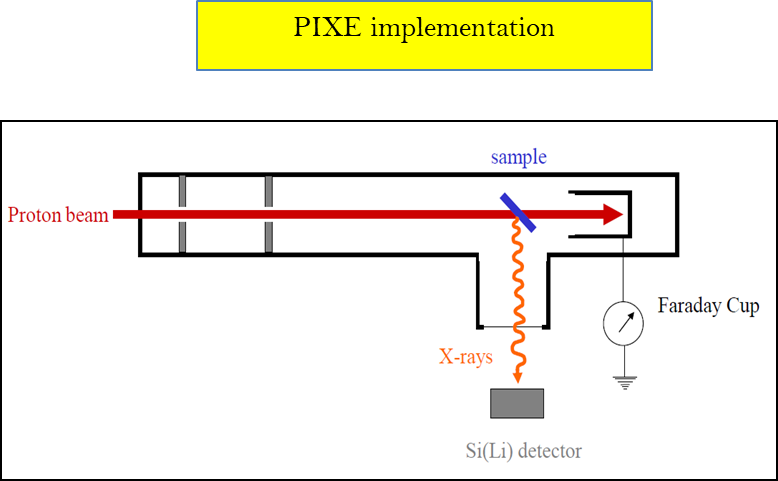 PIXE implementation
sample
Proton beam
Faraday Cup
X-rays
Si(Li) detector